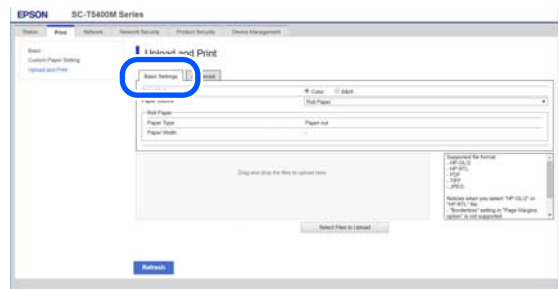 EPSON SC-T5400M Series
Status Print Network Network Security Product Security Device Management
Basic
Custom Paper Setting
Upload and Print
Upload and Print
Basic Settings
Color B&W
Roll Paper
Roll Paper
Paper Type Paper out
Paper Width -
Drag and drop the files to upload here.
Supported file format
- HP-GL/2
- HP-RTL
- PDF
- TIFF
- JPEG
Notices when you select "HP-GL/2" or
"HP-RTL" file.
- "Borderless" setting in "Page Margins
option" is not supported.
Select Files to Upload
Refresh